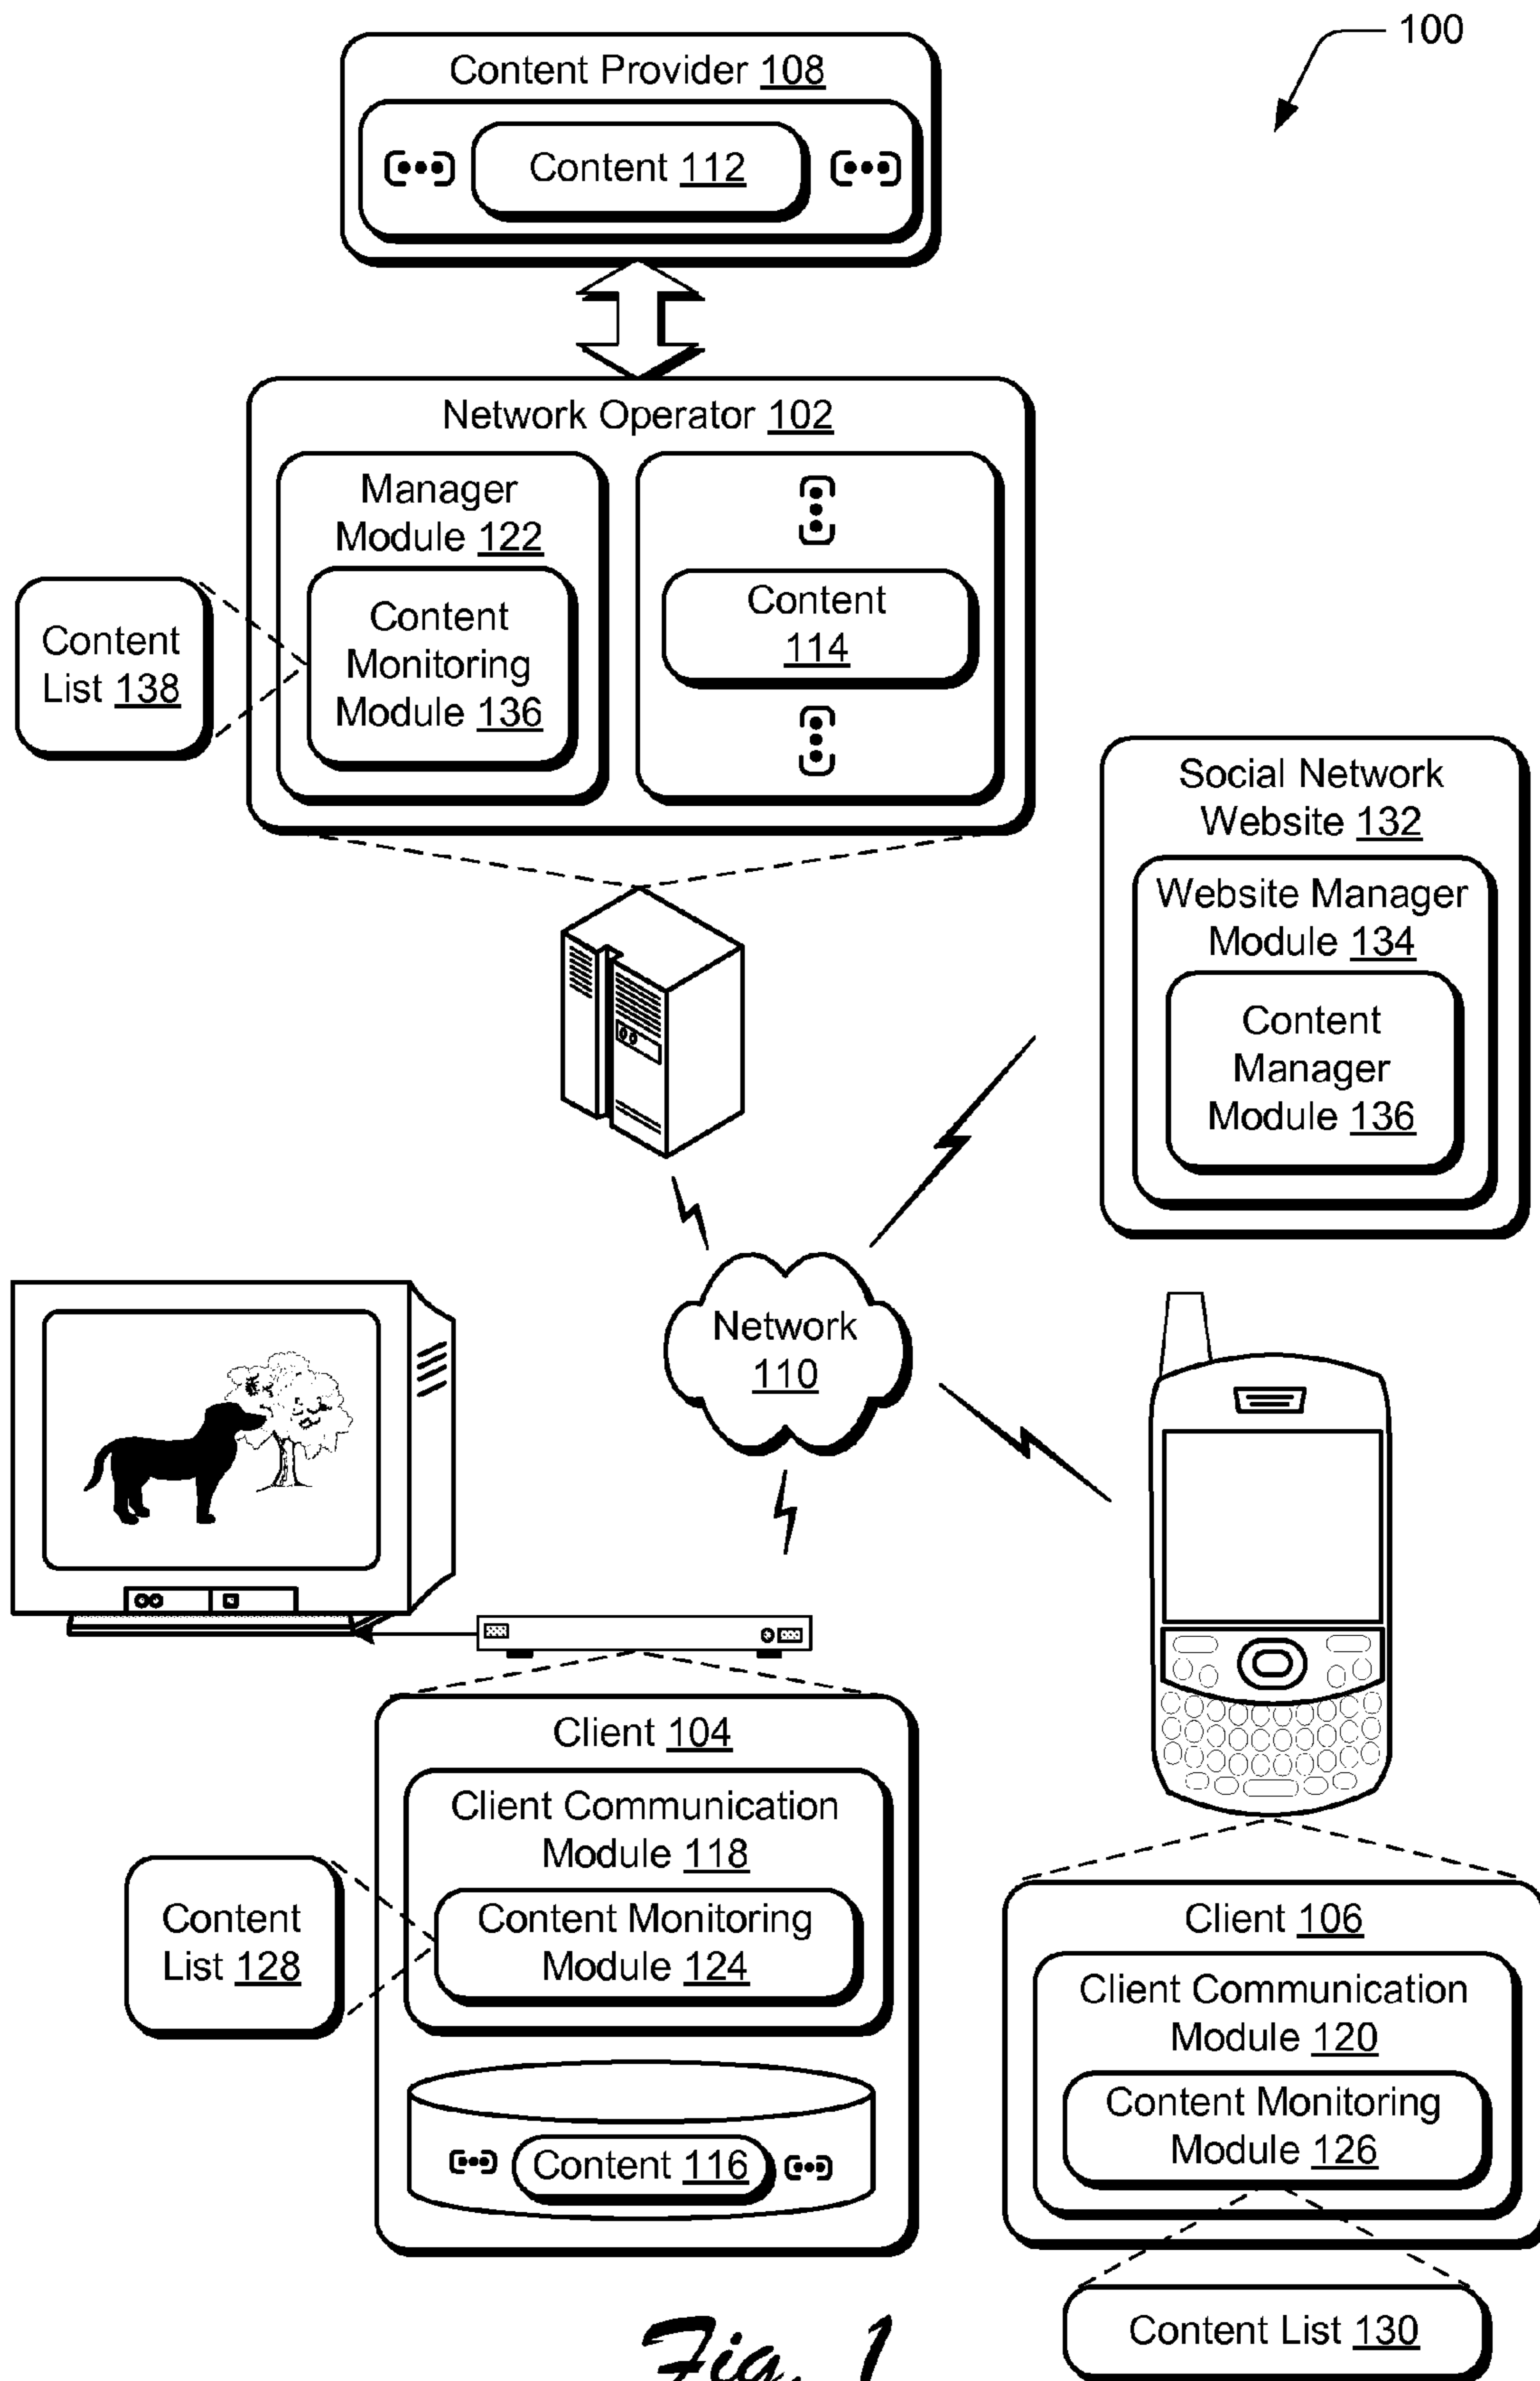 100
Content Provider 108
Content 112
Network Operator 102
Manager
Module 122
Content
Monitoring
Module 136
Content
114
Content
List 138
Social Network
Website 132
Website Manager
Module 134
Content
Manager
Module 136
Network
110
Client 104
Client Communication
Module 118
Content Monitoring
Module 124
Content
List 128
Content 116
Client 106
Client Communication
Module 120
Content Monitoring
Module 126
Content List 130
Fig. 1